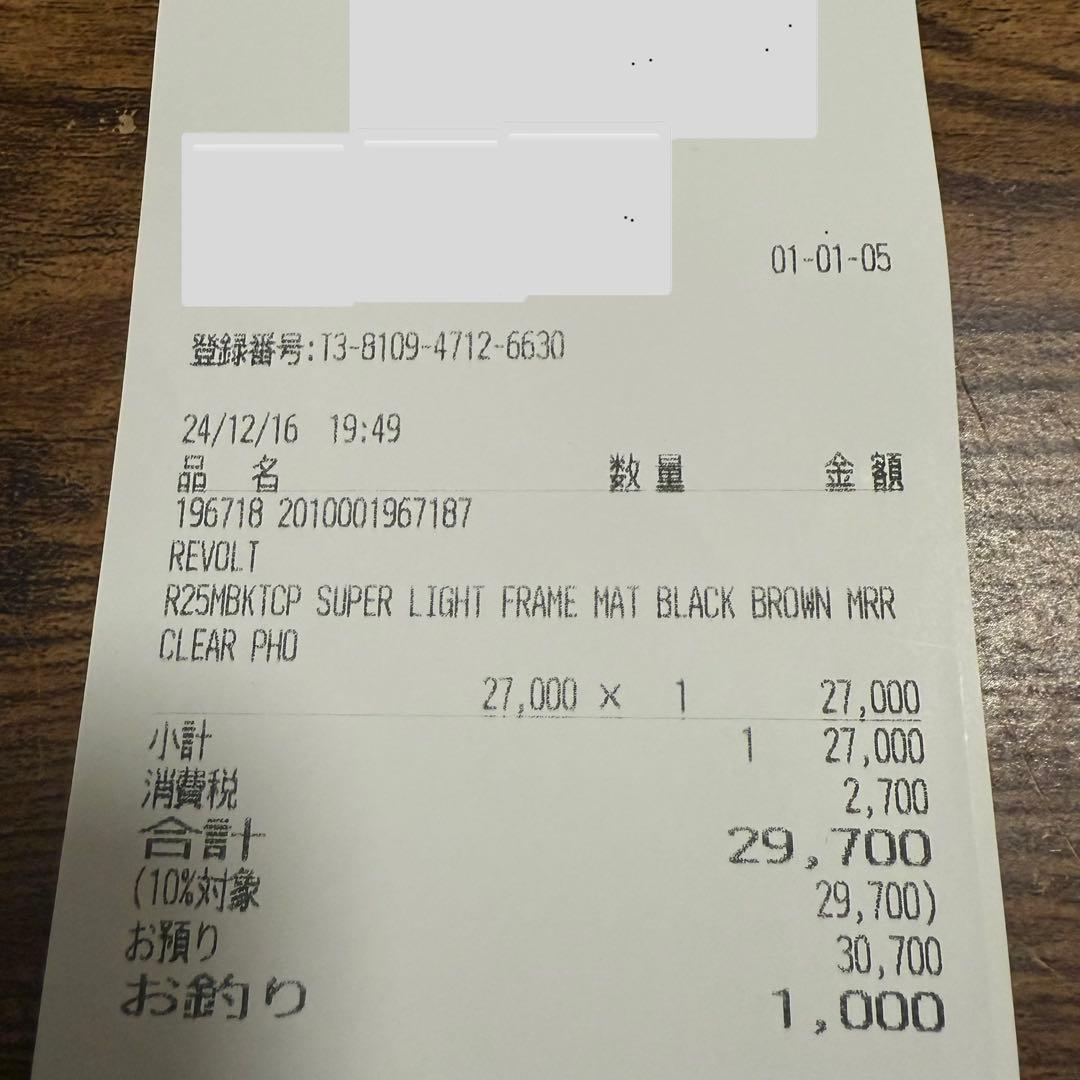 01-01-05
登録番号:T3-8109-4712-6630
24/12/16 19:49
品 名 数量 金額
196718 2010001967187
REVOLT
R25MBKTCP SUPER LIGHT FRAME MAT BLACK BROWN MRR
CLEAR PHO
27,000 × 1 27,000
小計 1 27,000
消費税 2,700
合計 29,700
(10%対象 29,700)
お預り 30,700
お釣り 1,000